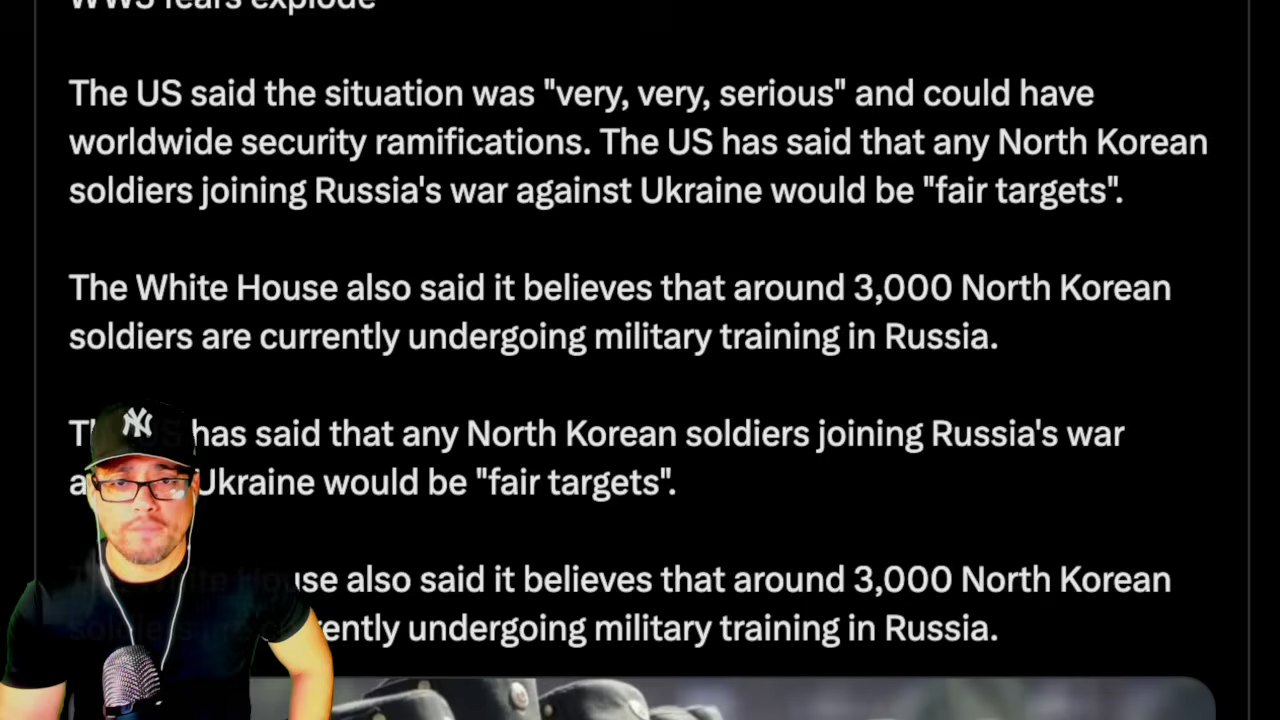 WW3 fears explode
The US said the situation was "very, very, serious" and could have
worldwide security ramifications. The US has said that any North Korean
soldiers joining Russia's war against Ukraine would be "fair targets".
The White House also said it believes that around 3,000 North Korean
soldiers are currently undergoing military training in Russia.
has said that any North Korean soldiers joining Russia's war
Ukraine would be "fair targets".
also said it believes that around 3,000 North Korean
undergoing military training in Russia.
NY